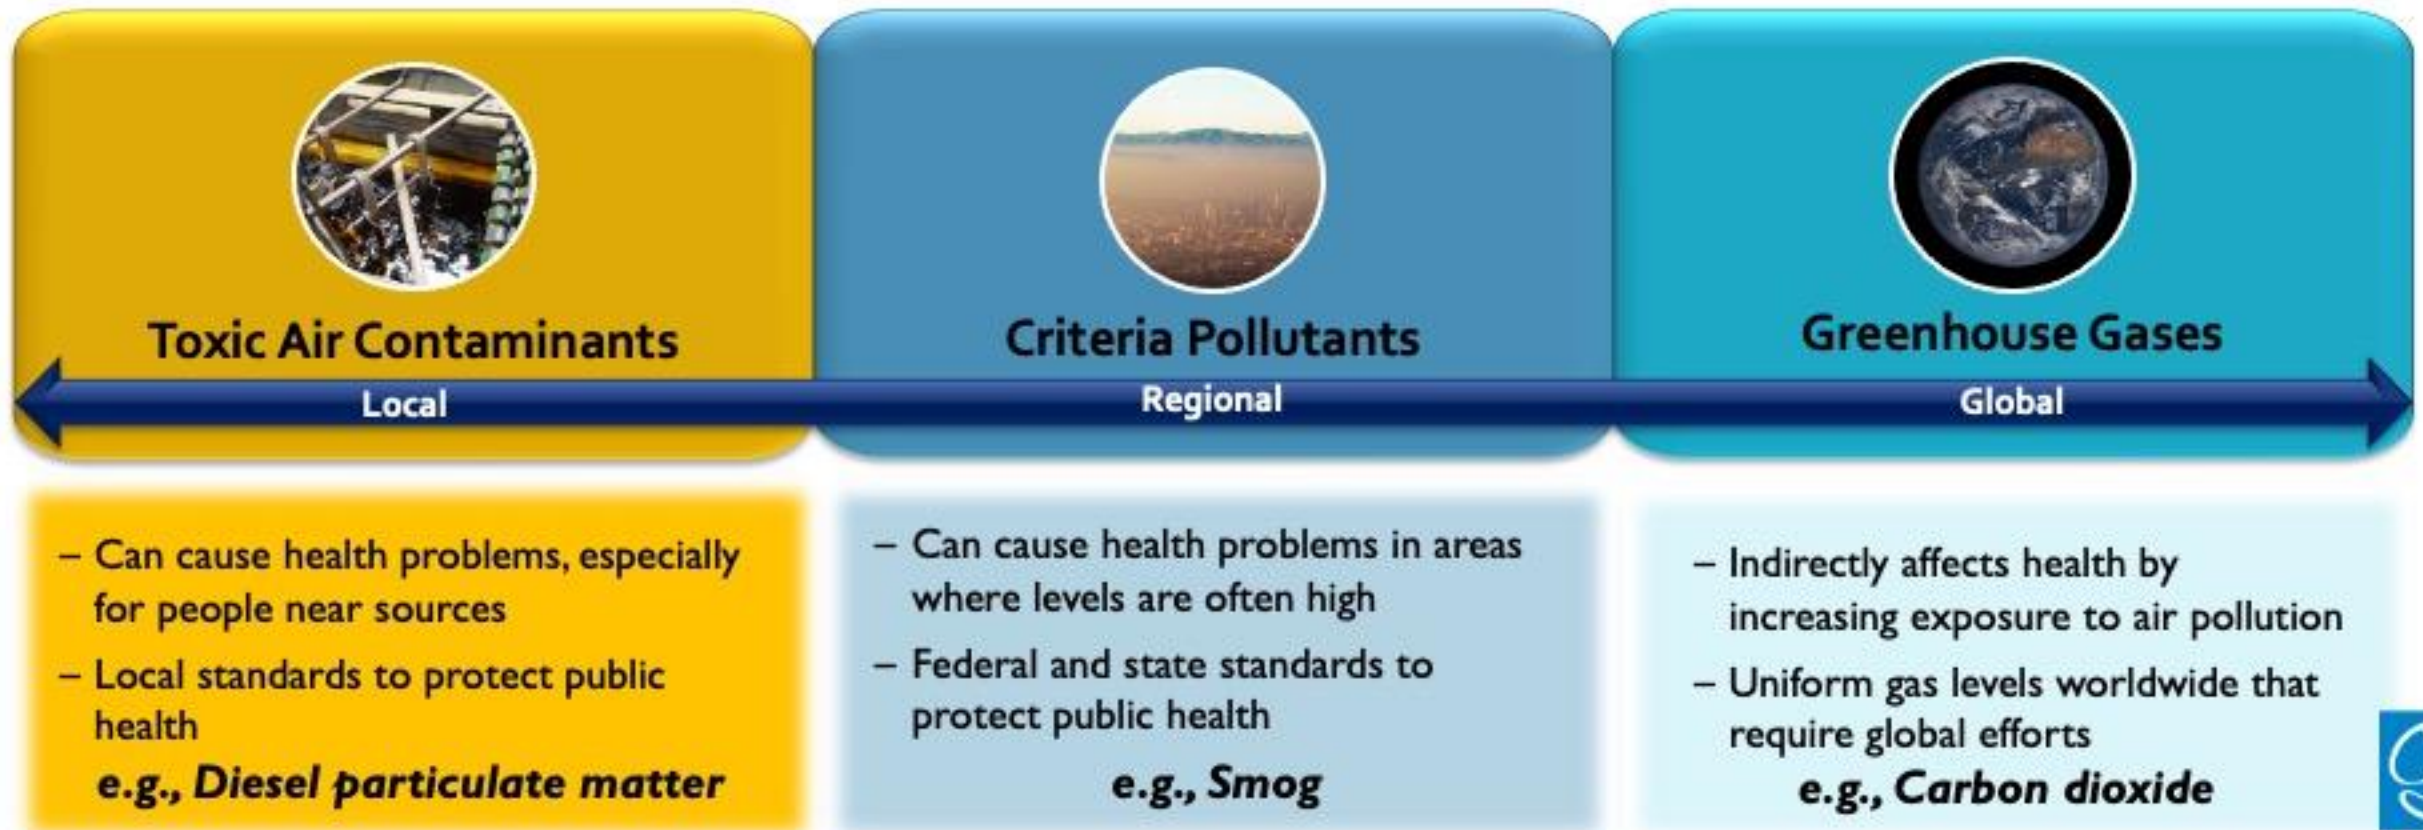 Toxic Air Contaminants
Local
– Can cause health problems, especially
for people near sources
– Local standards to protect public
health
e.g., Diesel particulate matter
Criteria Pollutants
Regional
– Can cause health problems in areas
where levels are often high
– Federal and state standards to
protect public health
e.g., Smog
Greenhouse Gases
Global
– Indirectly affects health by
increasing exposure to air pollution
– Uniform gas levels worldwide that
require global efforts
e.g., Carbon dioxide